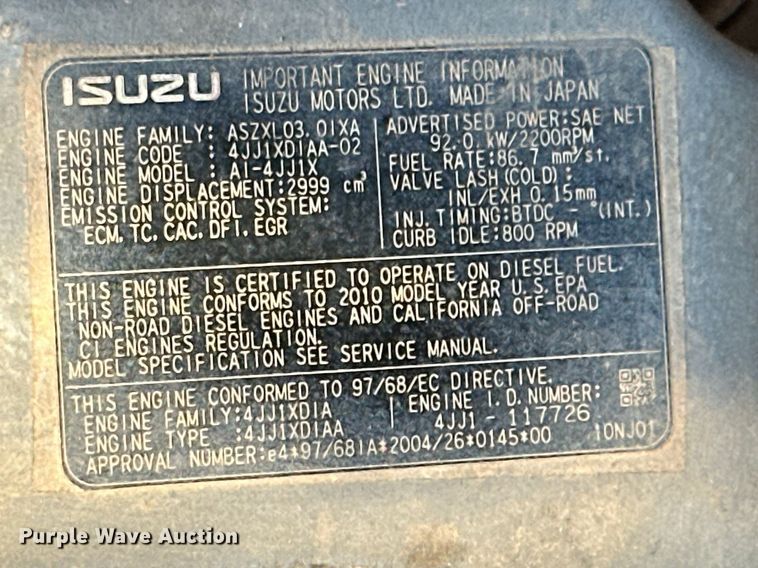 ISUZU IMPORTANT ENGINE INFORMATION
ISUZU MOTORS LTD. MADE IN JAPAN
ENGINE FAMILY: ASZXL03.01XA
ENGINE CODE : 4JJ1XDIAA-02
ENGINE MODEL : AI-4JJ1X
ENGINE DISPLACEMENT:2999 cm³
EMISSION CONTROL SYSTEM:
ECM, TC, CAC, DFI, EGR
ADVERTISED POWER:SAE NET
92.0 kW/2200RPM
FUEL RATE:86.7 mm³/st.
VALVE LASH(COLD):
INL/EXH 0.15mm
INJ. TIMING:BTDC - °(INT.)
CURB IDLE:800 RPM
THIS ENGINE IS CERTIFIED TO OPERATE ON DIESEL FUEL.
THIS ENGINE CONFORMS TO 2010 MODEL YEAR U.S.EPA
NON-ROAD DIESEL ENGINES AND CALIFORNIA OFF-ROAD
CI ENGINES REGULATION.
MODEL SPECIFICATION SEE SERVICE MANUAL.
THIS ENGINE CONFORMED TO 97/68/EC DIRECTIVE.
ENGINE FAMILY:4JJ1XDIA
ENGINE TYPE :4JJ1XDIAA
ENGINE I.D.NUMBER:
4JJ1 - 117726
APPROVAL NUMBER:e4*97/68IA*2004/26*0145*00
10NJ01
Purple Wave Auction